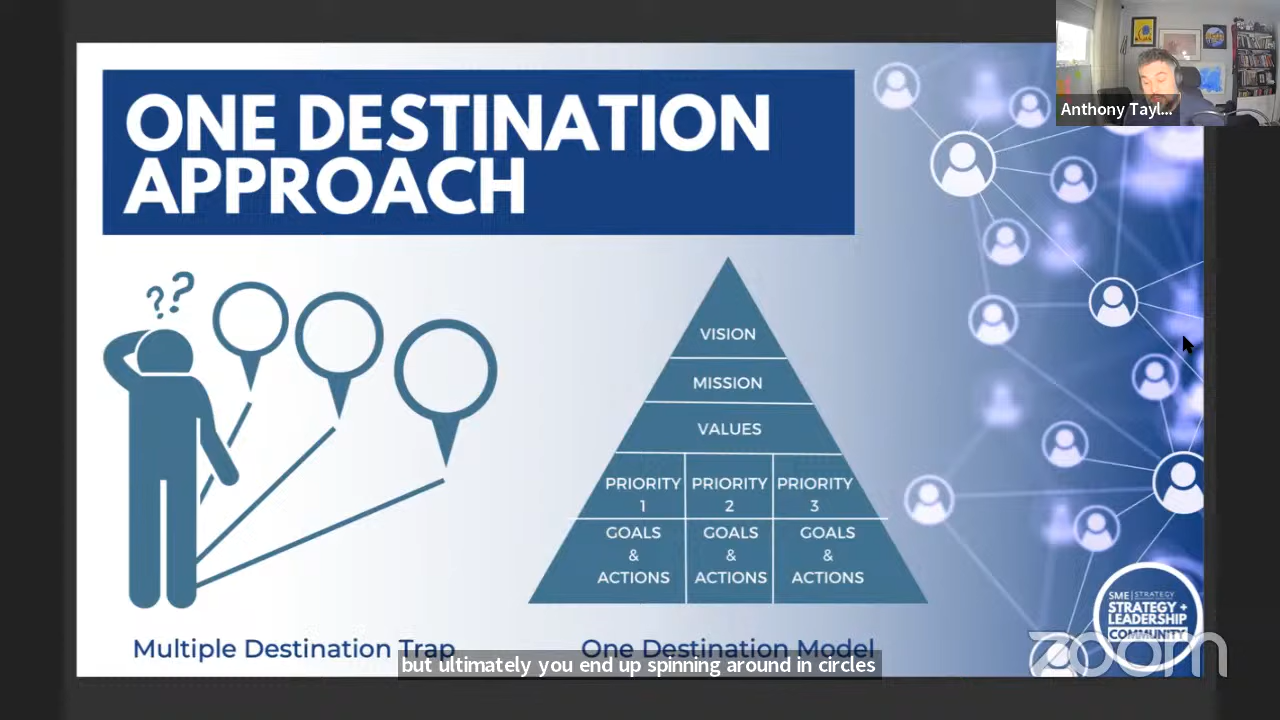 Anthony Tayl...
ONE DESTINATION
APPROACH
? ?
VISION
MISSION
VALUES
PRIORITY
1
PRIORITY
2
PRIORITY
3
GOALS
&
ACTIONS
GOALS
&
ACTIONS
GOALS
&
ACTIONS
Multiple Destination Trap
One Destination Model
but ultimately you end up spinning around in circles
SME | STRATEGY
STRATEGY +
LEADERSHIP
COMMUNITY
zoom